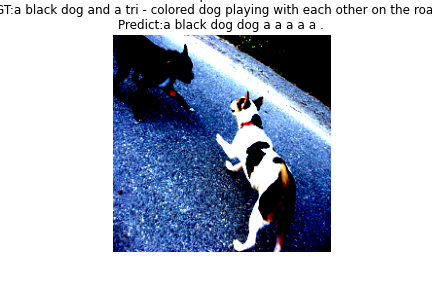 GT:a black dog and a tri - colored dog playing with each other on the roa
Predict:a black dog dog a a a a a .